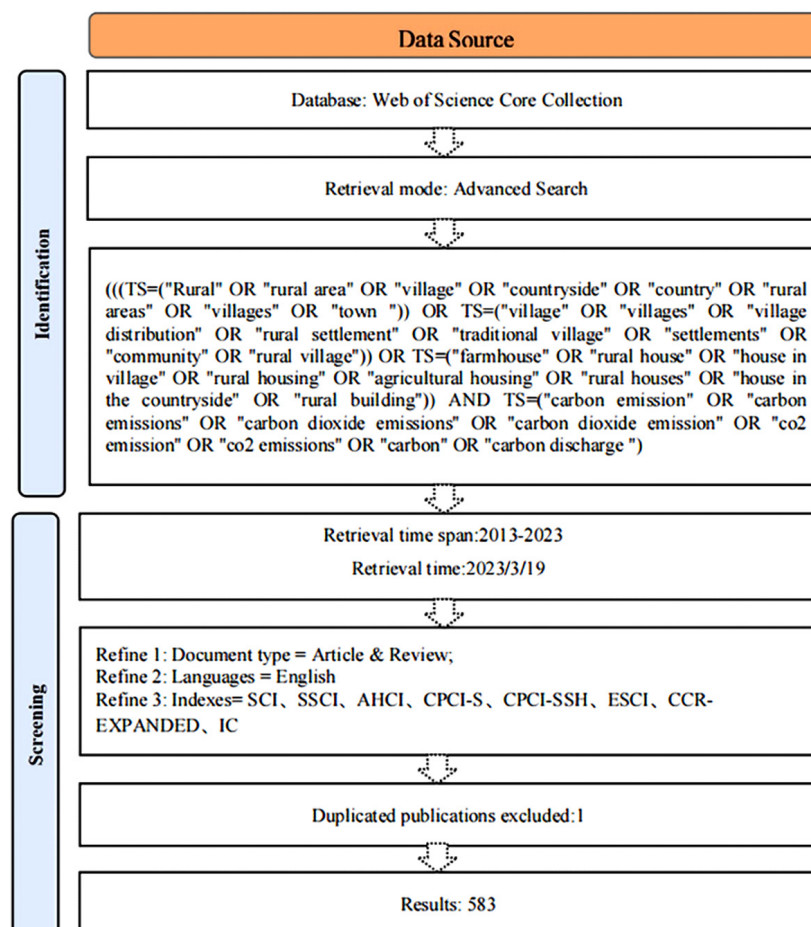 Data Source
Identification
Database: Web of Science Core Collection
Retrieval mode: Advanced Search
(((TS=("Rural" OR "rural area" OR "village" OR "countryside" OR "country" OR "rural
areas" OR "villages" OR "town ")) OR TS=("village" OR "villages" OR "village
distribution" OR "rural settlement" OR "traditional village" OR "settlements" OR
"community" OR "rural village")) OR TS=("farmhouse" OR "rural house" OR "house in
village" OR "rural housing" OR "agricultural housing" OR "rural houses" OR "house in
the countryside" OR "rural building")) AND TS=("carbon emission" OR "carbon
emissions" OR "carbon dioxide emissions" OR "carbon dioxide emission" OR "co2
emission" OR "co2 emissions" OR "carbon" OR "carbon discharge ")
Screening
Retrieval time span:2013-2023
Retrieval time:2023/3/19
Refine 1: Document type = Article & Review;
Refine 2: Languages = English
Refine 3: Indexes= SCI、SSCI、AHCI、CPCI-S、CPCI-SSH、ESCI、CCR-
EXPANDED、IC
Duplicated publications excluded:1
Results: 583